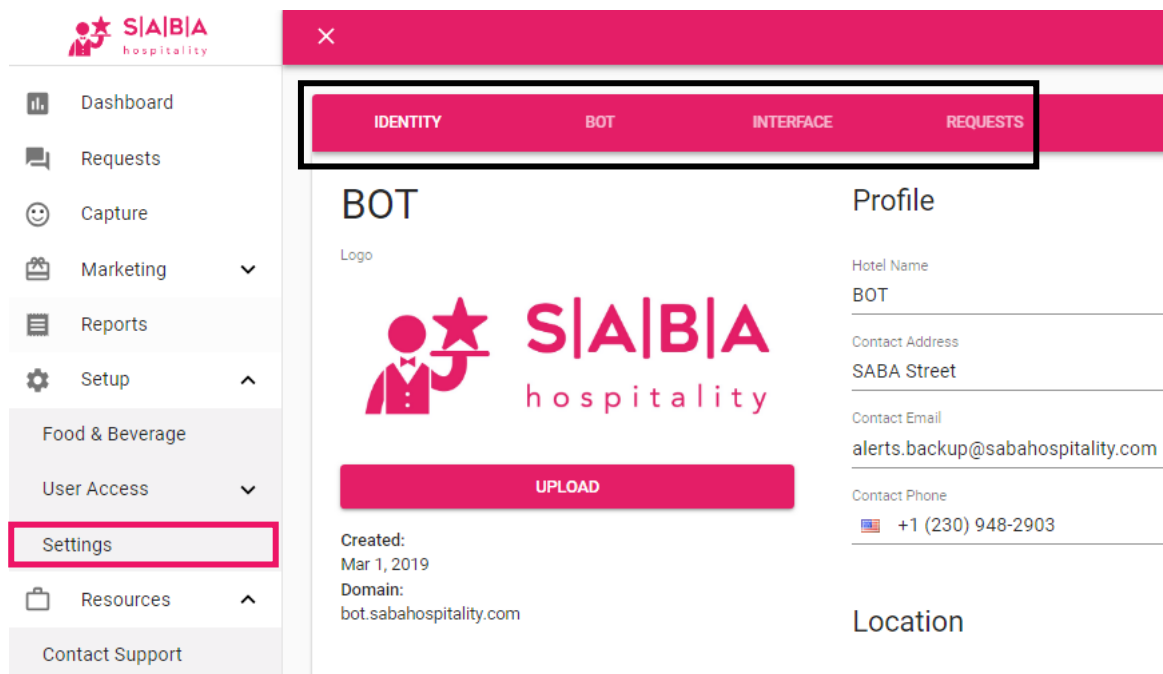 S|A|B|A
hospitality
Dashboard
Requests
Capture
Marketing
Reports
Setup
Food & Beverage
User Access
Settings
Resources
Contact Support
IDENTITY BOT INTERFACE REQUESTS
BOT
Logo
S|A|B|A
hospitality
UPLOAD
Created:
Mar 1, 2019
Domain:
bot.sabahospitality.com
Profile
Hotel Name
BOT
Contact Address
SABA Street
Contact Email
alerts.backup@sabahospitality.com
Contact Phone
+1 (230) 948-2903
Location